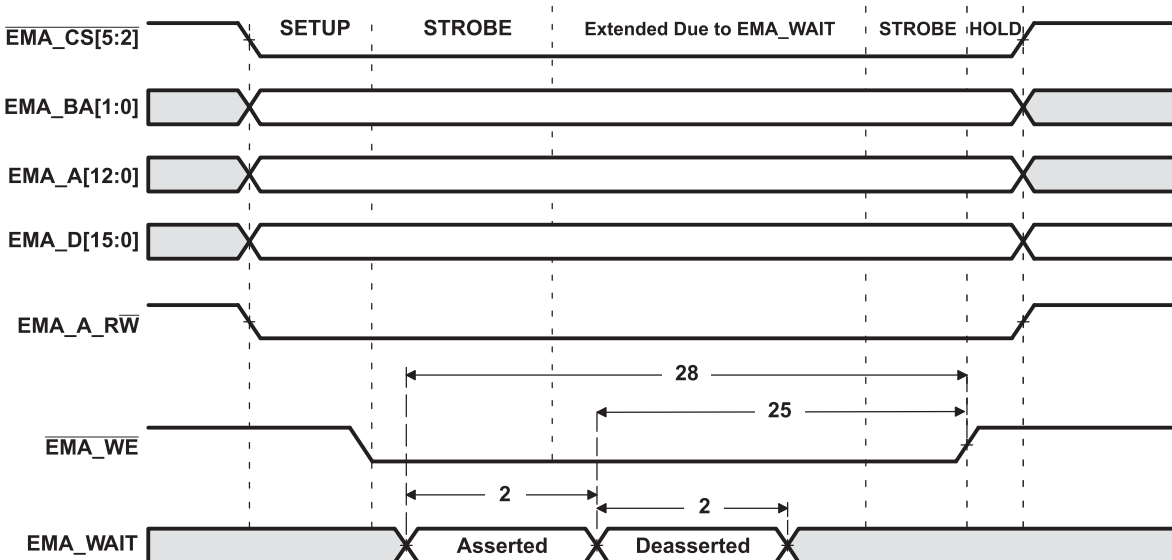 SETUP STROBE Extended Due to EMA_WAIT STROBE HOLD
EMA_CS[5:2]
EMA_BA[1:0]
EMA_A[12:0]
EMA_D[15:0]
EMA_A_RW
28
25
EMA_WE
2
2
EMA_WAIT Asserted Deasserted